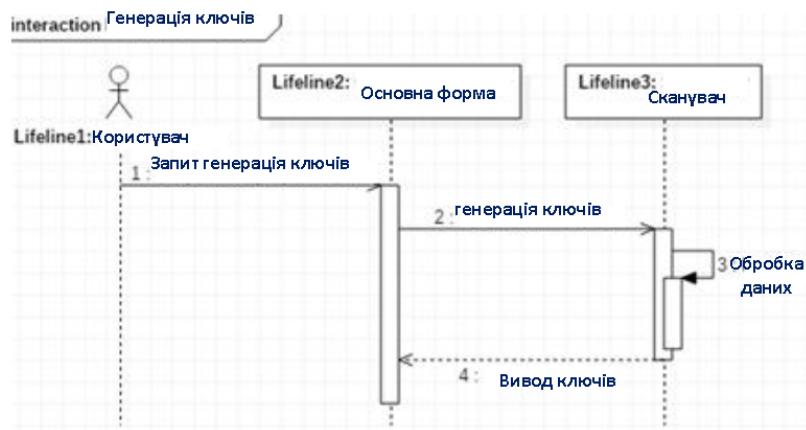 interaction Генерація ключів
Lifeline2: Основна форма
Lifeline3: Сканувач
Lifeline1:Користувач
1 : Запит генерація ключів
2 : генерація ключів
3 : Обробка
даних
4 : Вивод ключів